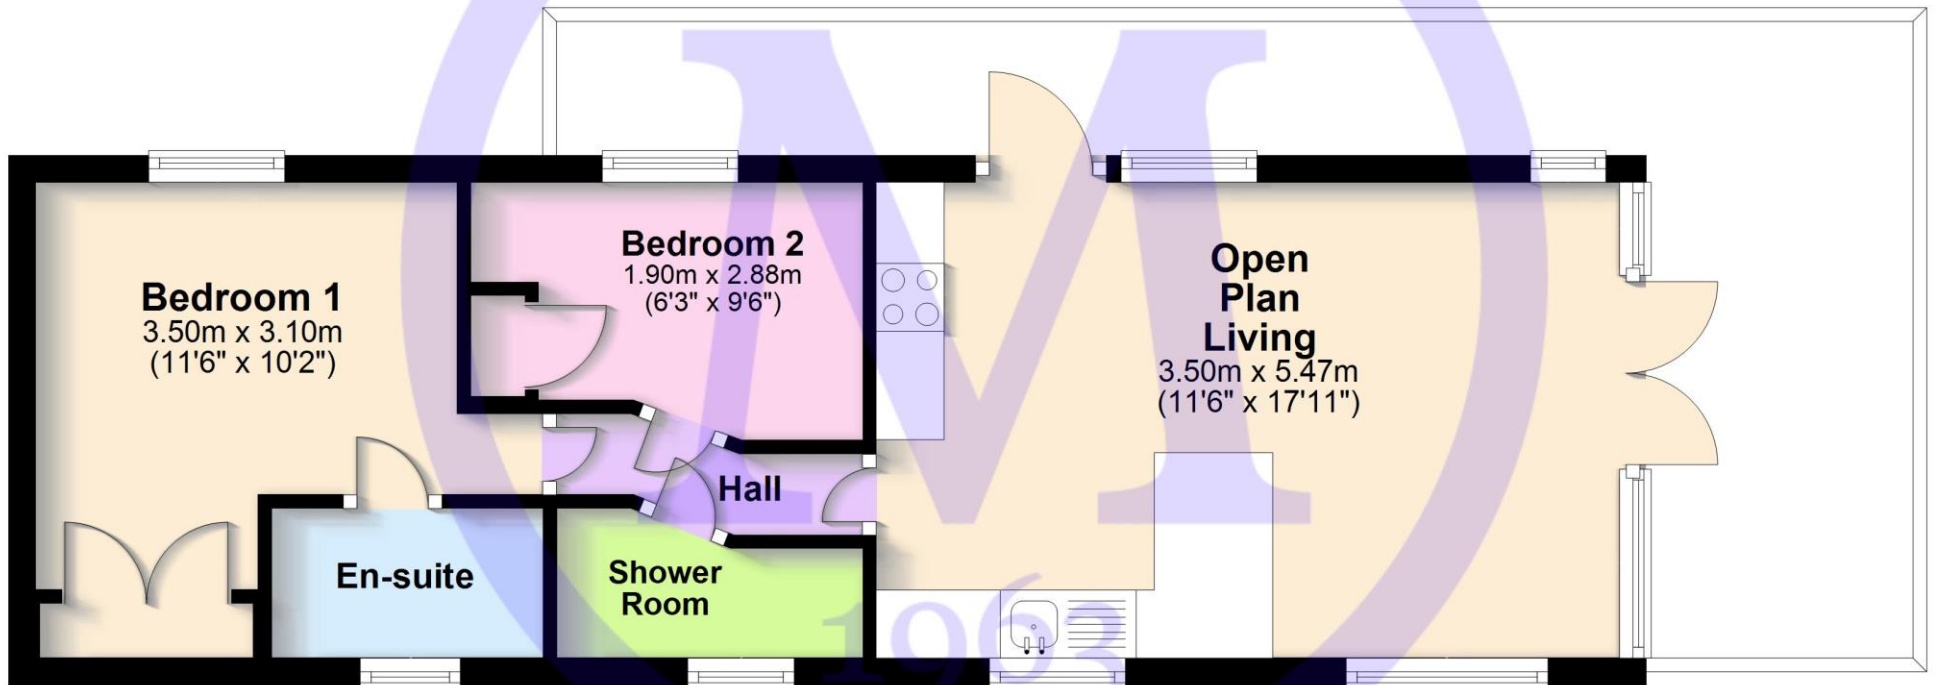 Bedroom 1
3.50m x 3.10m
(11'6" x 10'2")
Bedroom 2
1.90m x 2.88m
(6'3" x 9'6")
Open
Plan
Living
3.50m x 5.47m
(11'6" x 17'11")
Hall
En-suite
Shower
Room
M
1963